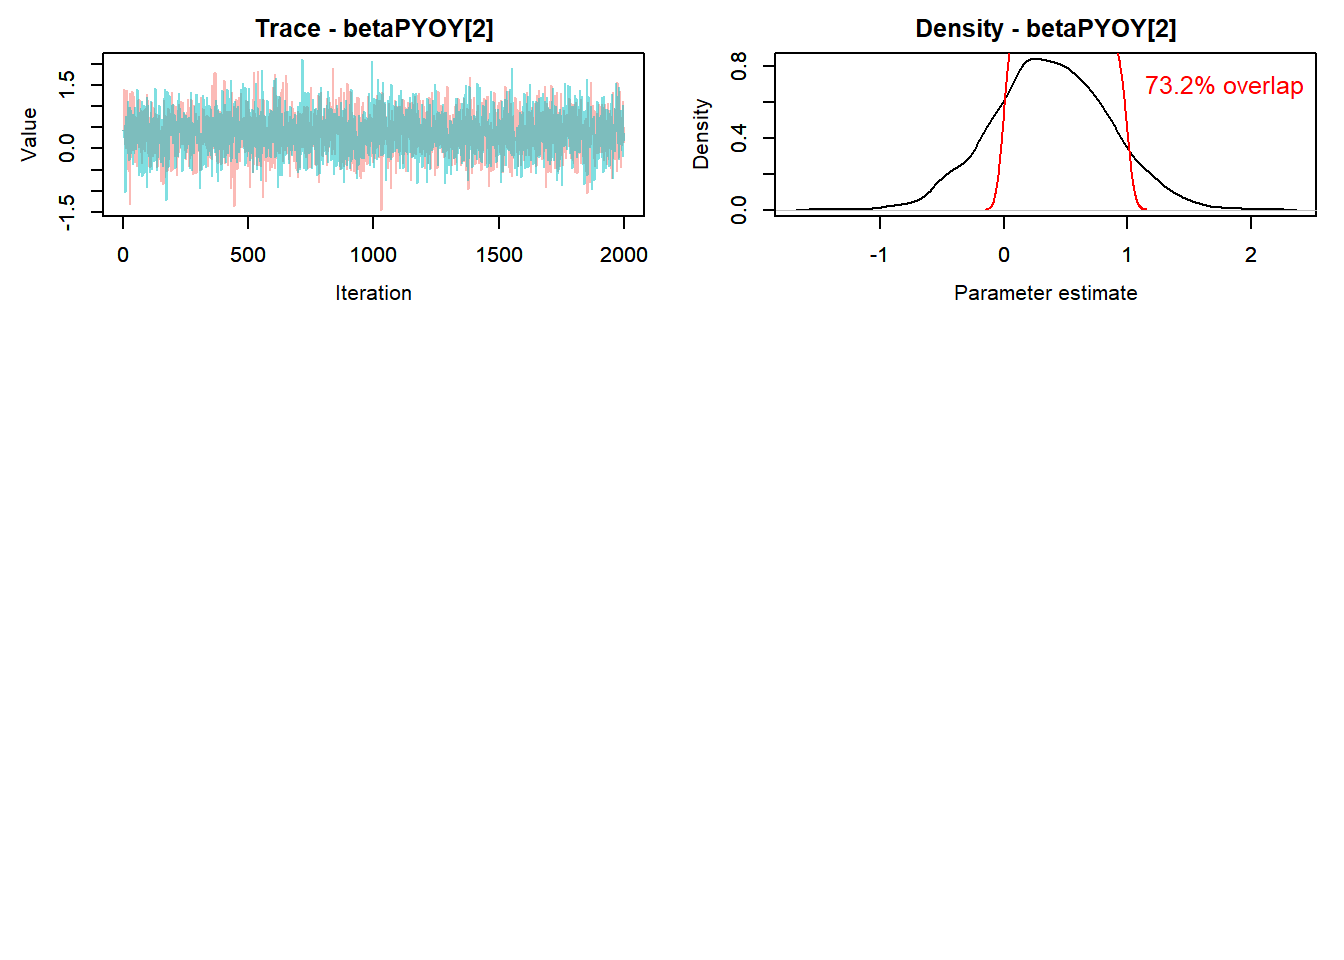 Trace - betaPYOY[2]
Value
1.5
0.0
-1.5
0 500 1000 1500 2000
Iteration
Density - betaPYOY[2]
73.2% overlap
Density
0.8
0.4
0.0
-1 0 1 2
Parameter estimate